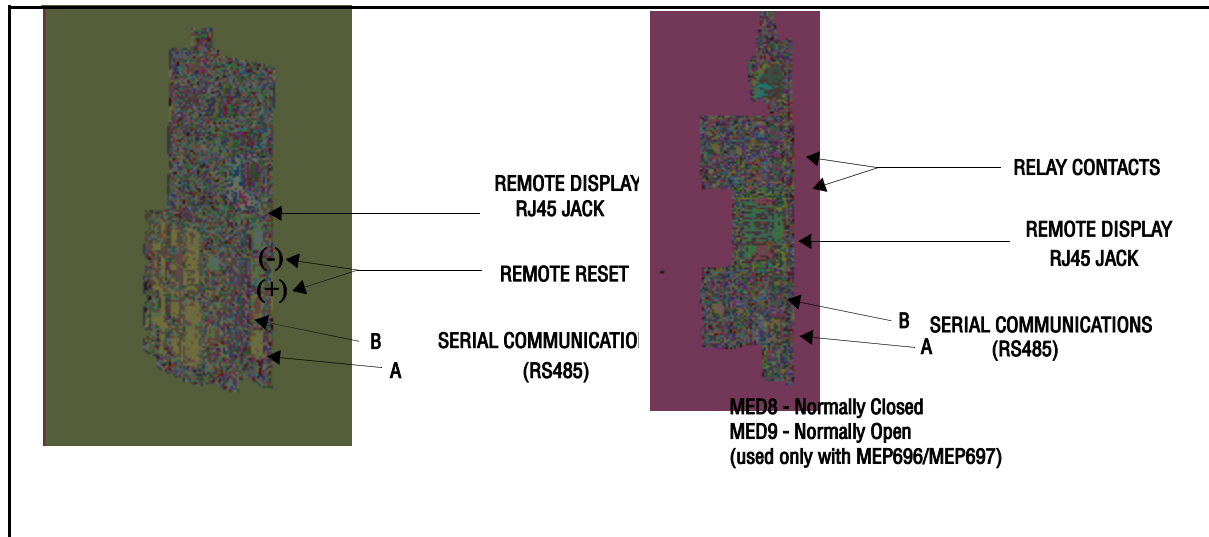 REMOTE DISPLAY
RJ45 JACK
(-)
(+)
REMOTE RESET
B
SERIAL COMMUNICATIO
(RS485)
A
RELAY CONTACTS
REMOTE DISPLAY
RJ45 JACK
B
SERIAL COMMUNICATIONS
(RS485)
A
MED8 - Normally Closed
MED9 - Normally Open
(used only with MEP696/MEP697)